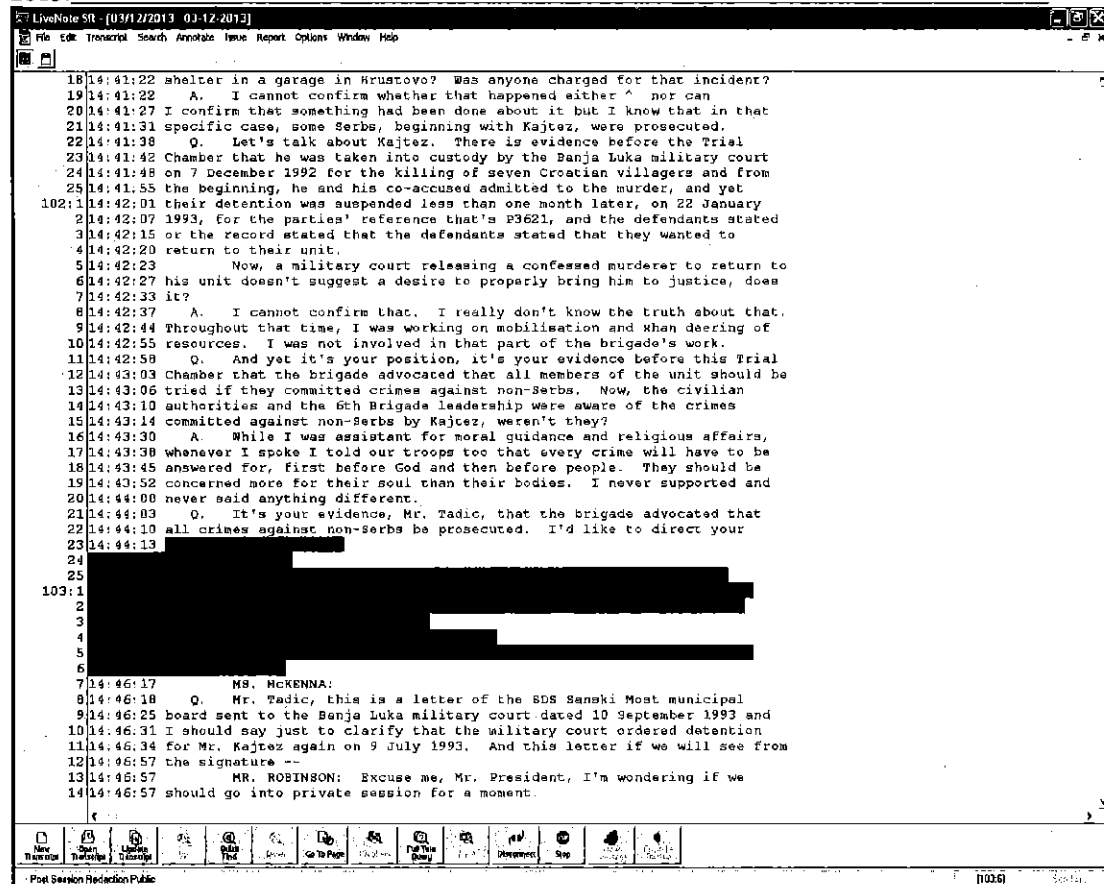 LiveNote SR - [03/12/2013 03-12-2013]
File Edit Transcript Search Annotate Issue Report Options Window Help
18 14:41:22 shelter in a garage in Hrustovo? Was anyone charged for that incident?
19 14:41:22 A. I cannot confirm whether that happened either ^ nor can
20 14:41:27 I confirm that something had been done about it but I know that in that
21 14:41:31 specific case, some Serbs, beginning with Kajtez, were prosecuted.
22 14:41:38 Q. Let's talk about Kajtez. There is evidence before the Trial
23 14:41:42 Chamber that he was taken into custody by the Banja Luka military court
24 14:41:48 on 7 December 1992 for the killing of seven Croatian villagers and from
25 14:41:55 the beginning, he and his co-accused admitted to the murder, and yet
102:1 14:42:01 their detention was suspended less than one month later, on 22 January
2 14:42:07 1993, for the parties' reference that's P3621, and the defendants stated
3 14:42:15 or the record stated that the defendants stated that they wanted to
4 14:42:20 return to their unit.
5 14:42:23 Now, a military court releasing a confessed murderer to return to
6 14:42:27 his unit doesn't suggest a desire to properly bring him to justice, does
7 14:42:33 it?
8 14:42:37 A. I cannot confirm that. I really don't know the truth about that.
9 14:42:44 Throughout that time, I was working on mobilisation and whan deering of
10 14:42:55 resources. I was not involved in that part of the brigade's work.
11 14:42:58 Q. And yet it's your position, it's your evidence before this Trial
12 14:43:03 Chamber that the brigade advocated that all members of the unit should be
13 14:43:06 tried if they committed crimes against non-Serbs. Now, the civilian
14 14:43:10 authorities and the 6th Brigade leadership were aware of the crimes
15 14:43:14 committed against non-Serbs by Kajtez, weren't they?
16 14:43:30 A. While I was assistant for moral guidance and religious affairs,
17 14:43:38 whenever I spoke I told our troops too that every crime will have to be
18 14:43:45 answered for, first before God and then before people. They should be
19 14:43:52 concerned more for their soul than their bodies. I never supported and
20 14:44:00 never said anything different.
21 14:44:03 Q. It's your evidence, Mr. Tadic, that the brigade advocated that
22 14:44:10 all crimes against non-Serbs be prosecuted. I'd like to direct your
23 14:44:13
24
25
103:1
2
3
4
5
6
7 14:46:17 MS. McKENNA:
8 14:46:18 Q. Mr. Tadic, this is a letter of the SDS Sanski Most municipal
9 14:46:25 board sent to the Banja Luka military court dated 10 September 1993 and
10 14:46:31 I should say just to clarify that the military court ordered detention
11 14:46:34 for Mr. Kajtez again on 9 July 1993. And this letter if we will see from
12 14:46:57 the signature --
13 14:46:57 MR. ROBINSON: Excuse me, Mr. President, I'm wondering if we
14 14:46:57 should go into private session for a moment.
New Transcript Open Transcript Update Transcript Quick Find Go To Page Full Text Query Disconnect Stop
Post Session Redaction Public [103:6]